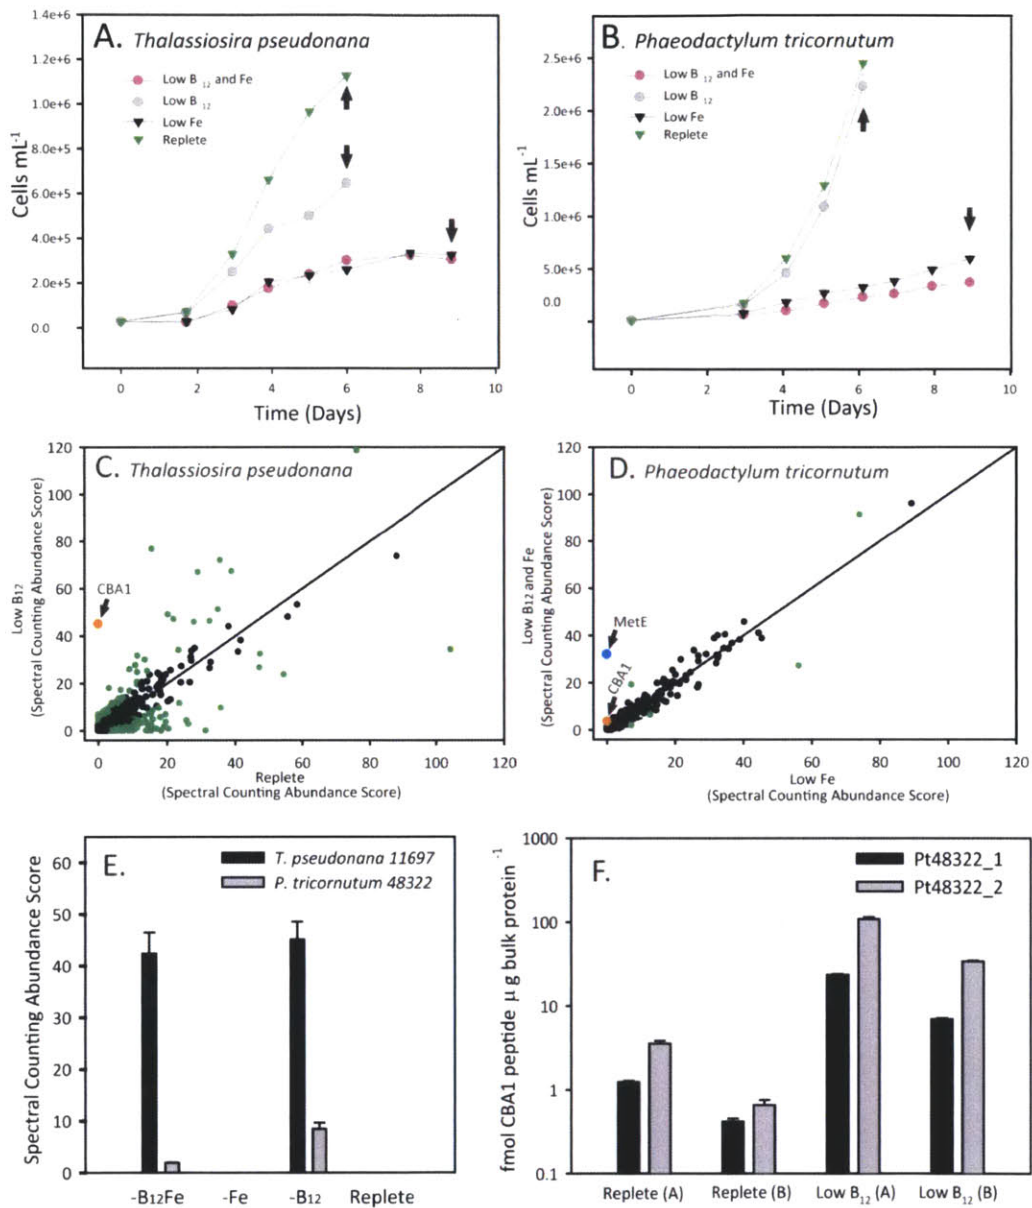 A. Thalassiosira pseudonana
1.4e+6
1.2e+6
1.0e+6
8.0e+5
6.0e+5
4.0e+5
2.0e+5
0.0
Cells mL-1
Low B 12 and Fe
Low B 12
Low Fe
Replete
0 2 4 6 8 10
Time (Days)
B. Phaeodactylum tricornutum
2.5e+6
2.0e+6
1.5e+6
1.0e+6
5.0e+5
0.0
Cells mL-1
Low B 12 and Fe
Low B 12
Low Fe
Replete
0 2 4 6 8 10
Time (Days)
C. Thalassiosira pseudonana
120
100
80
60
40
20
0
Low B12
(Spectral Counting Abundance Score)
CBA1
0 20 40 60 80 100 120
Replete
(Spectral Counting Abundance Score)
D. Phaeodactylum tricornutum
120
100
80
60
40
20
0
Low B12 and Fe
(Spectral Counting Abundance Score)
MetE
CBA1
20 40 60 80 100 120
Low Fe
(Spectral Counting Abundance Score)
E.
60
50
40
30
20
10
0
Spectral Counting Abundance Score
T. pseudonana 11697
P. tricornutum 48322
-B12Fe -Fe -B12 Replete
F.
1000
100
10
1
0.1
fmol CBA1 peptide μ g bulk protein -1
Pt48322_1
Pt48322_2
Replete (A) Replete (B) Low B12 (A) Low B12 (B)